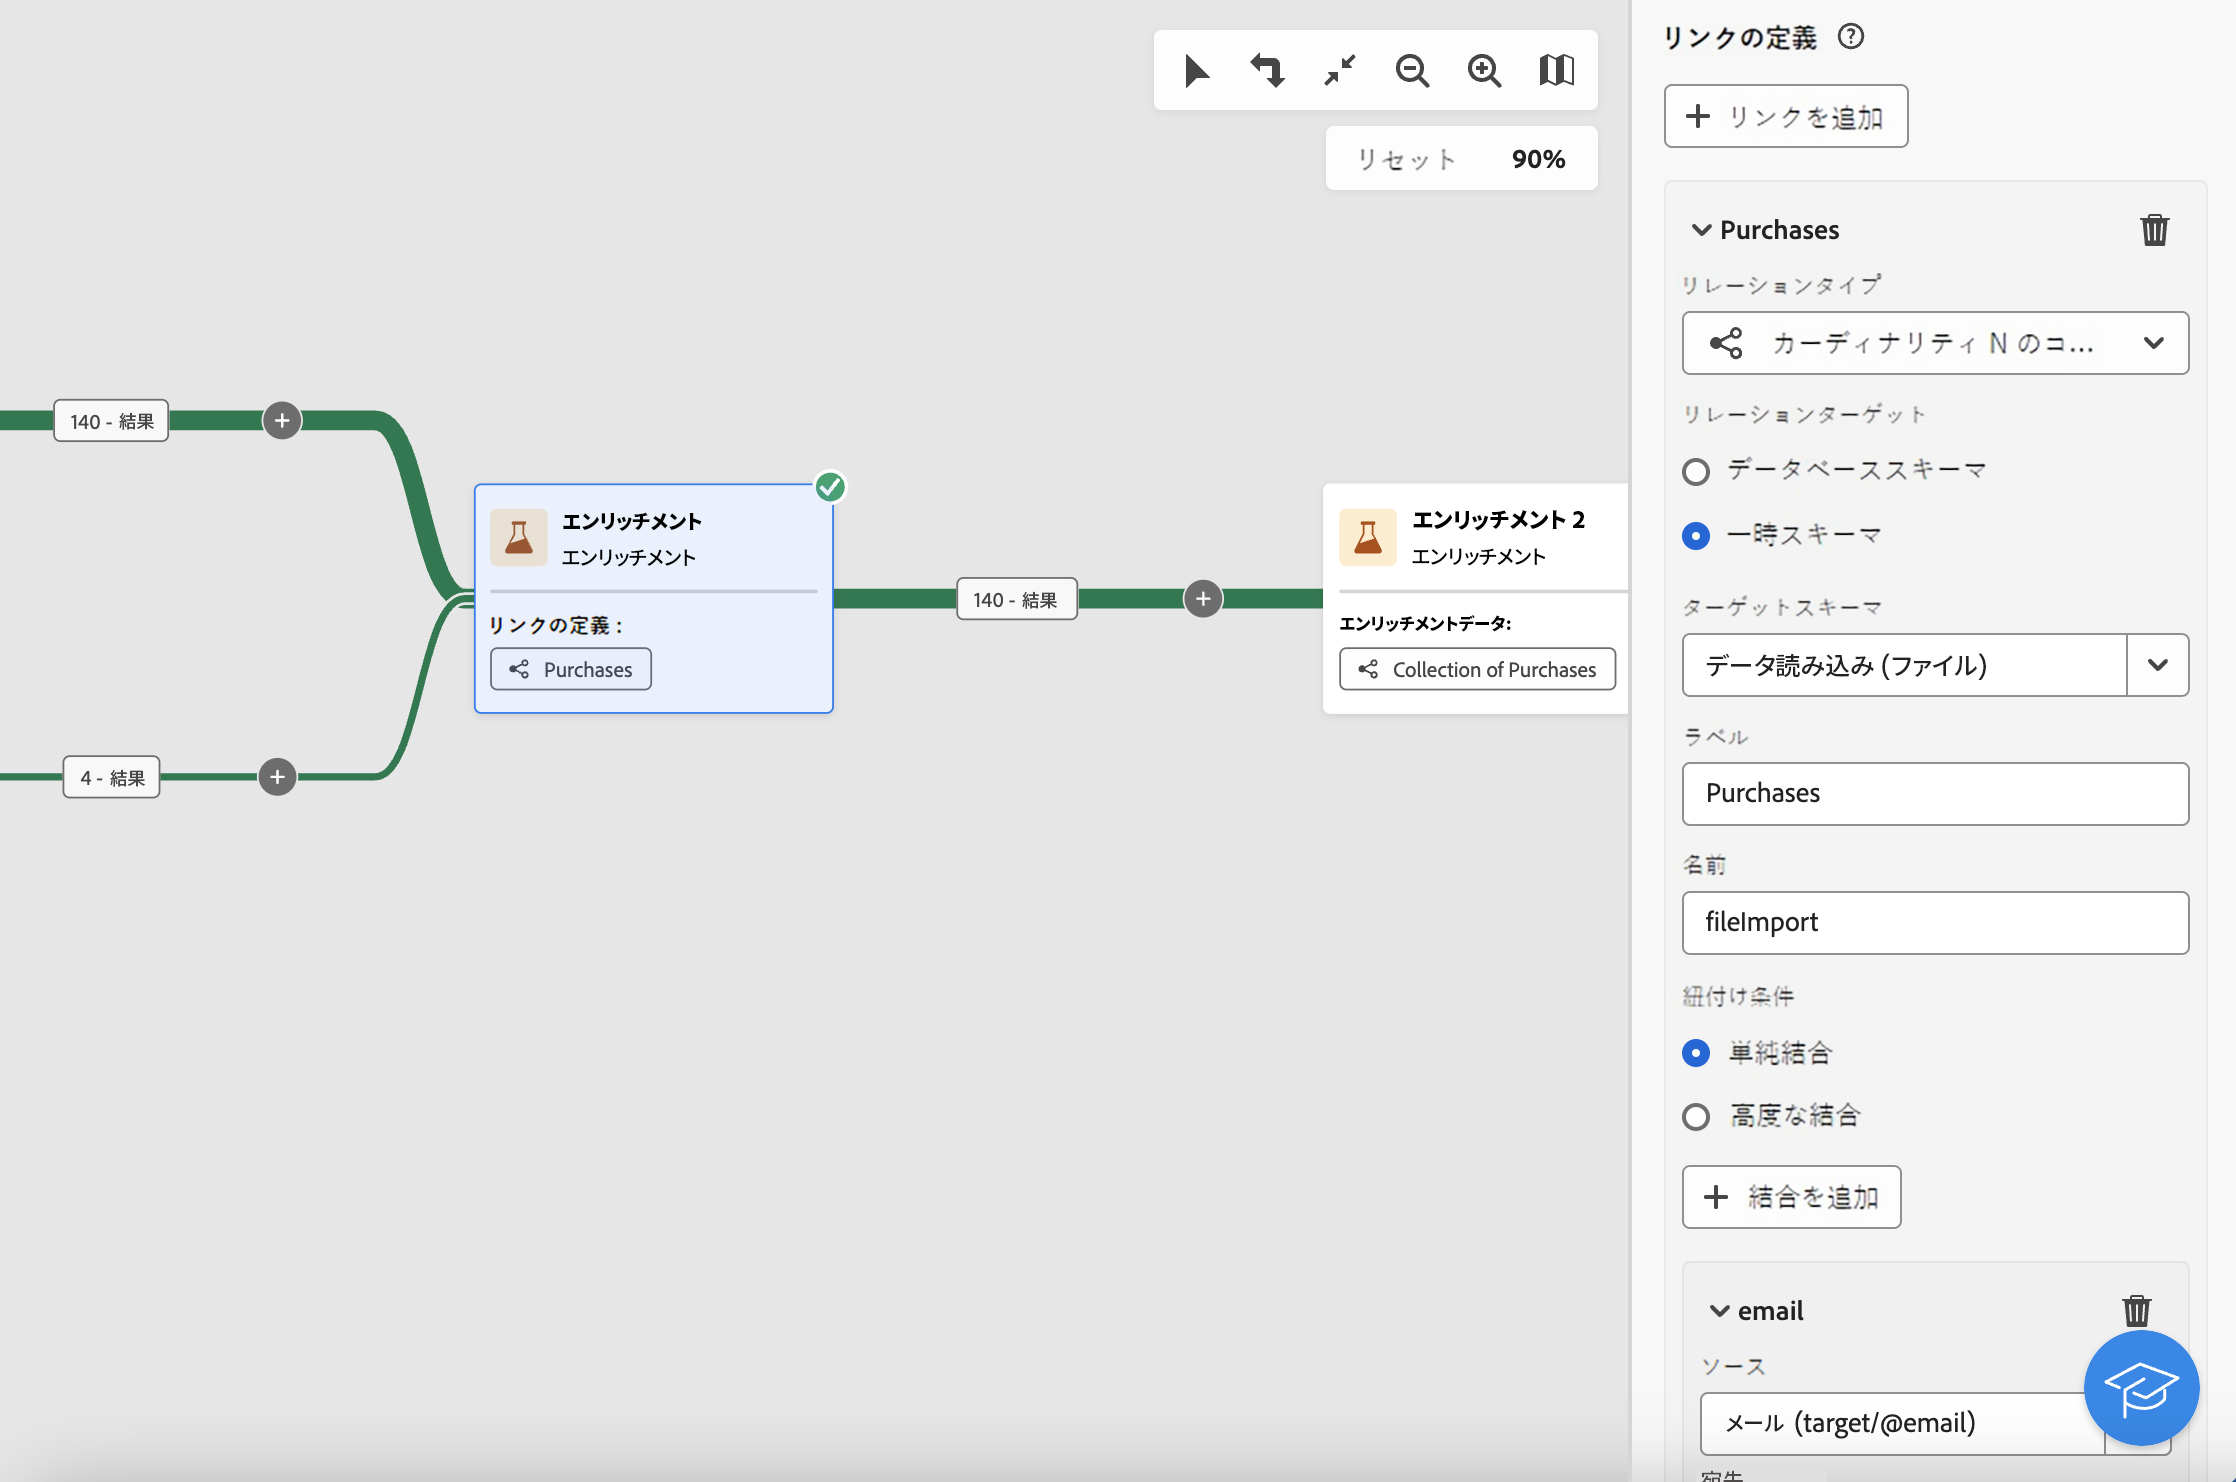 リセット 90%
140 - 結果
4 - 結果
エンリッチメント
エンリッチメント
リンクの定義 :
Purchases
140 - 結果
エンリッチメント 2
エンリッチメント
エンリッチメントデータ:
Collection of Purchases
リンクの定義
リンクを追加
Purchases
リレーションタイプ
カーディナリティ N のコ...
リレーションターゲット
データベーススキーマ
一時スキーマ
ターゲットスキーマ
データ読み込み (ファイル)
ラベル
Purchases
名前
fileImport
紐付け条件
単純結合
高度な結合
結合を追加
email
ソース
メール (target/@email)